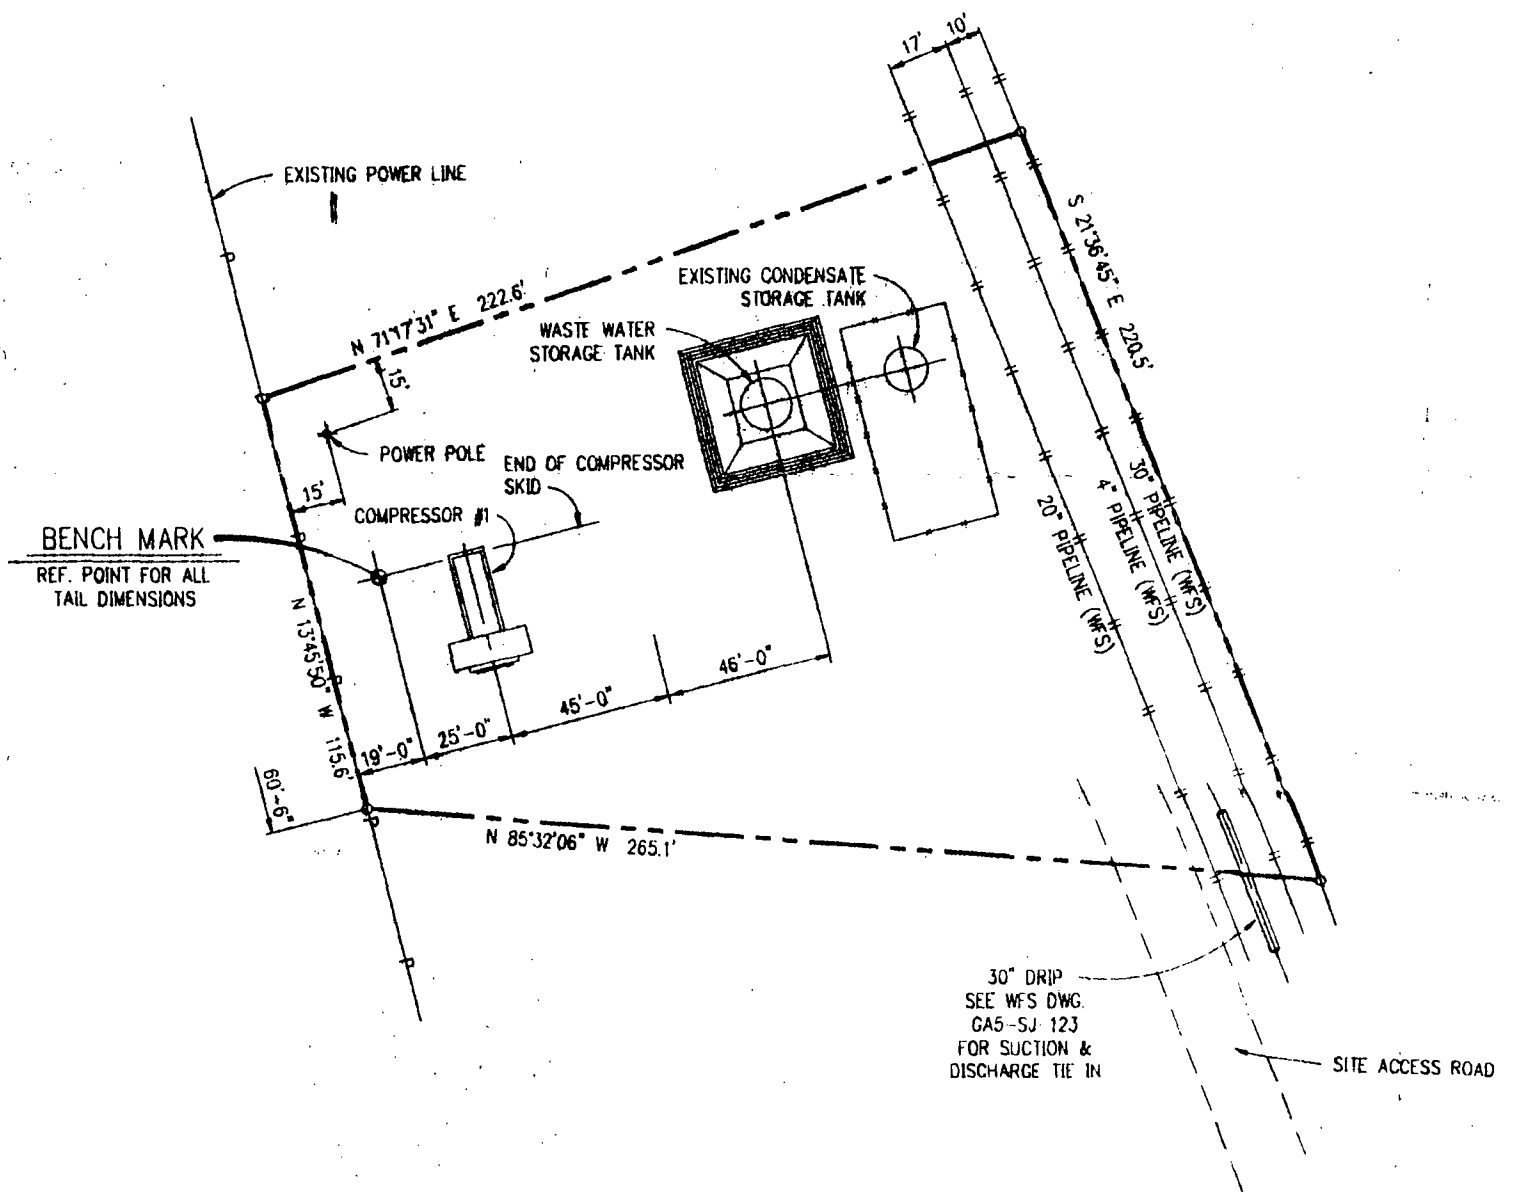 17'
10'
EXISTING POWER LINE
S 21°36'45" E 220.5'
N 71°17'31" E 222.6'
EXISTING CONDENSATE
STORAGE TANK
WASTE WATER
STORAGE TANK
15'
POWER POLE
END OF COMPRESSOR
SKID
15'
COMPRESSOR #1
BENCH MARK
REF. POINT FOR ALL
TAIL DIMENSIONS
20" PIPELINE (WFS)
4" PIPELINE (WFS)
30" PIPELINE (WFS)
N 13°45'50" W 115.6'
46'-0"
45'-0"
25'-0"
19'-0"
60'-6"
N 85°32'06" W 265.1'
30" DRIP
SEE WFS DWG.
GA5-SJ-123
FOR SUCTION &
DISCHARGE TIE IN
SITE ACCESS ROAD